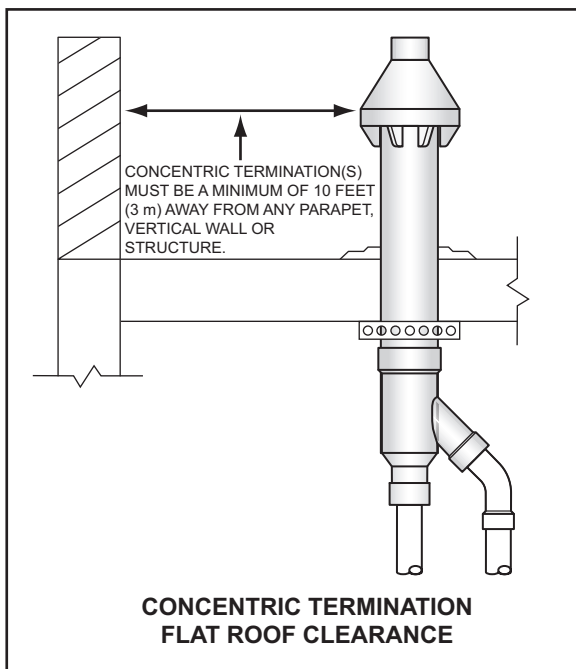 CONCENTRIC TERMINATION(S)
MUST BE A MINIMUM OF 10 FEET
(3 m) AWAY FROM ANY PARAPET,
VERTICAL WALL OR
STRUCTURE.
CONCENTRIC TERMINATION
FLAT ROOF CLEARANCE